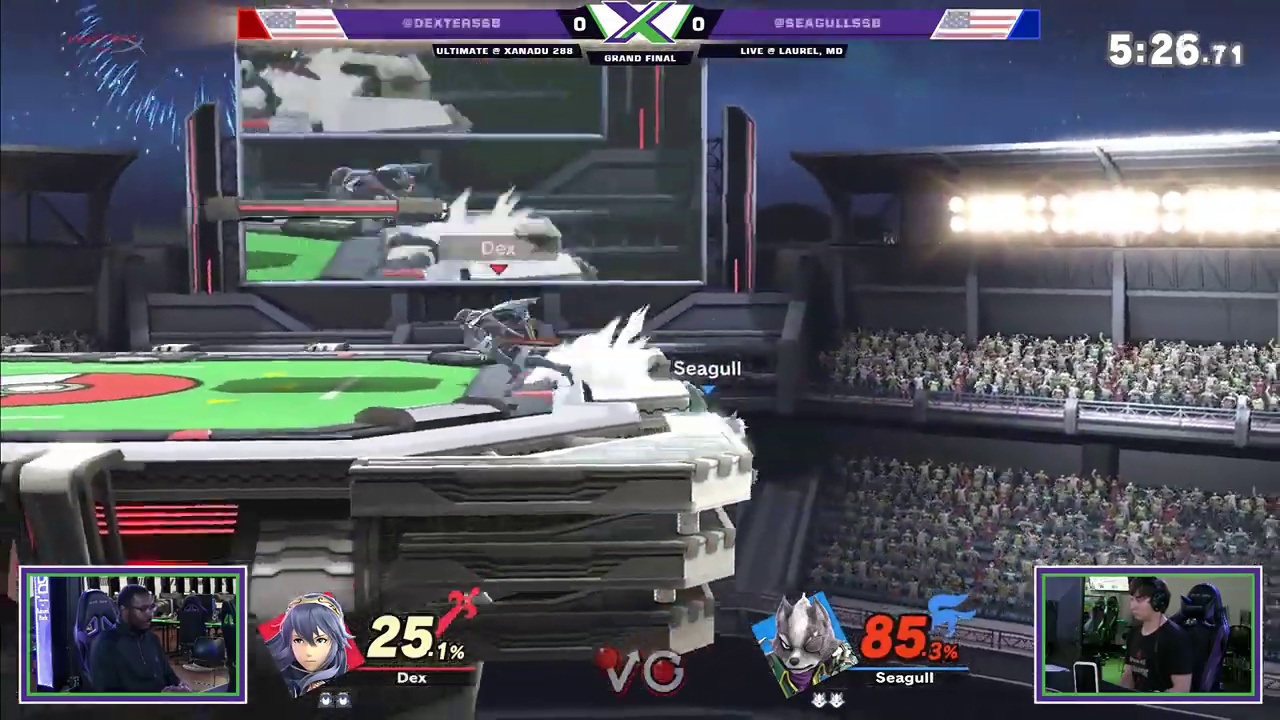 @DEXTERSSB 0 0 @SEAGULLSSB
ULTIMATE @ XANADU 288
GRAND FINAL
LIVE @ LAUREL, MD
5:26.71
Dex
Seagull
25.1%
Dex
85.3%
Seagull